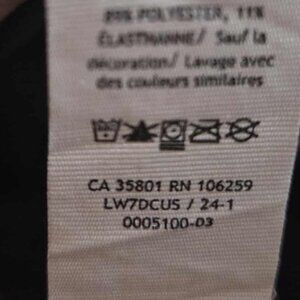 89% POLYESTER, 11%
ÉLASTHANNE/ Sauf la
décoration/ Lavage avec
des couleurs similaires
CA 35801 RN 106259
LW7DCUS / 24-1
0005100-03